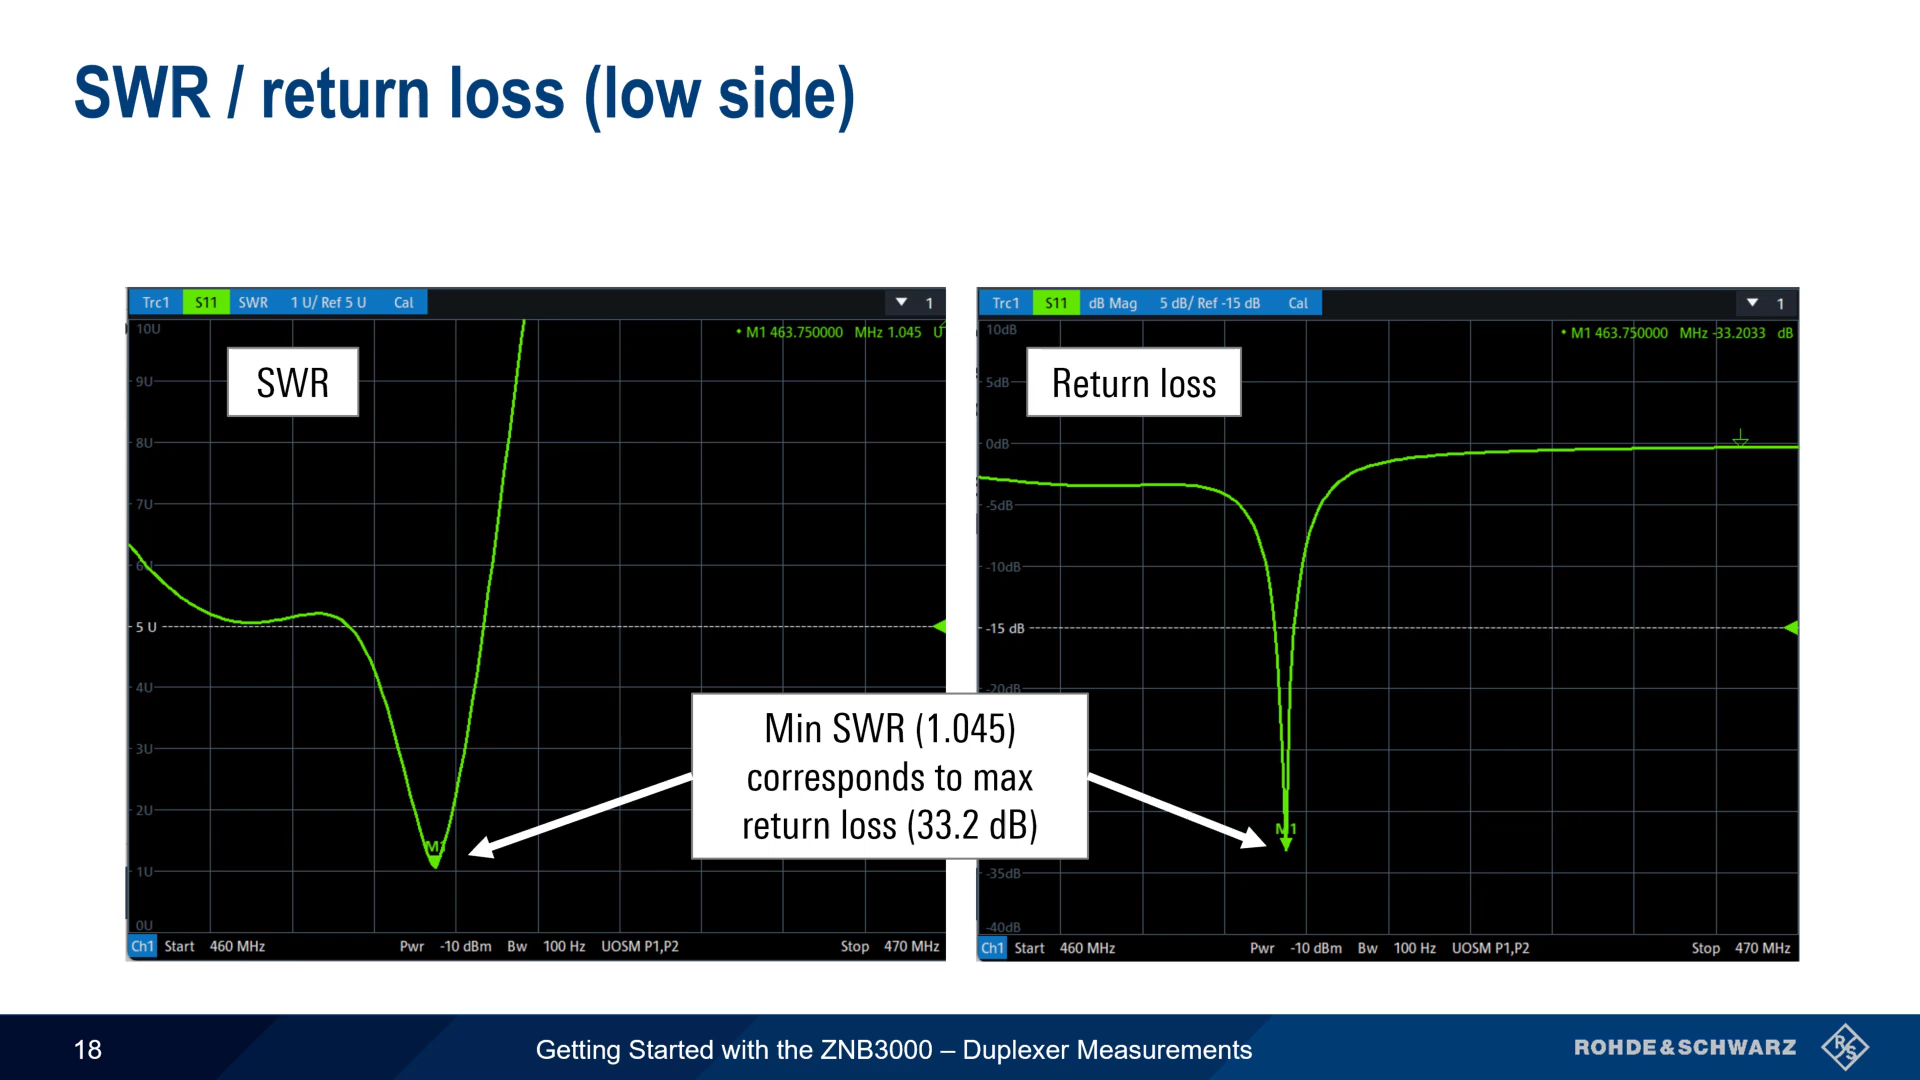 SWR / return loss (low side)
Trc1 S11 SWR 1 U/ Ref 5 U Cal 1
10U
• M1 463.750000 MHz 1.045 U
SWR
9U
8U
7U
6U
5 U
4U
3U
2U
M1
1U
0U
Ch1 Start 460 MHz Pwr -10 dBm Bw 100 Hz UOSM P1,P2 Stop 470 MHz
Trc1 S11 dB Mag 5 dB/ Ref -15 dB Cal 1
10dB
• M1 463.750000 MHz -33.2033 dB
Return loss
5dB
0dB
-5dB
-10dB
-15 dB
-20dB
M1
-35dB
-40dB
Ch1 Start 460 MHz Pwr -10 dBm Bw 100 Hz UOSM P1,P2 Stop 470 MHz
Min SWR (1.045)
corresponds to max
return loss (33.2 dB)
18
Getting Started with the ZNB3000 – Duplexer Measurements
ROHDE&SCHWARZ
R&S